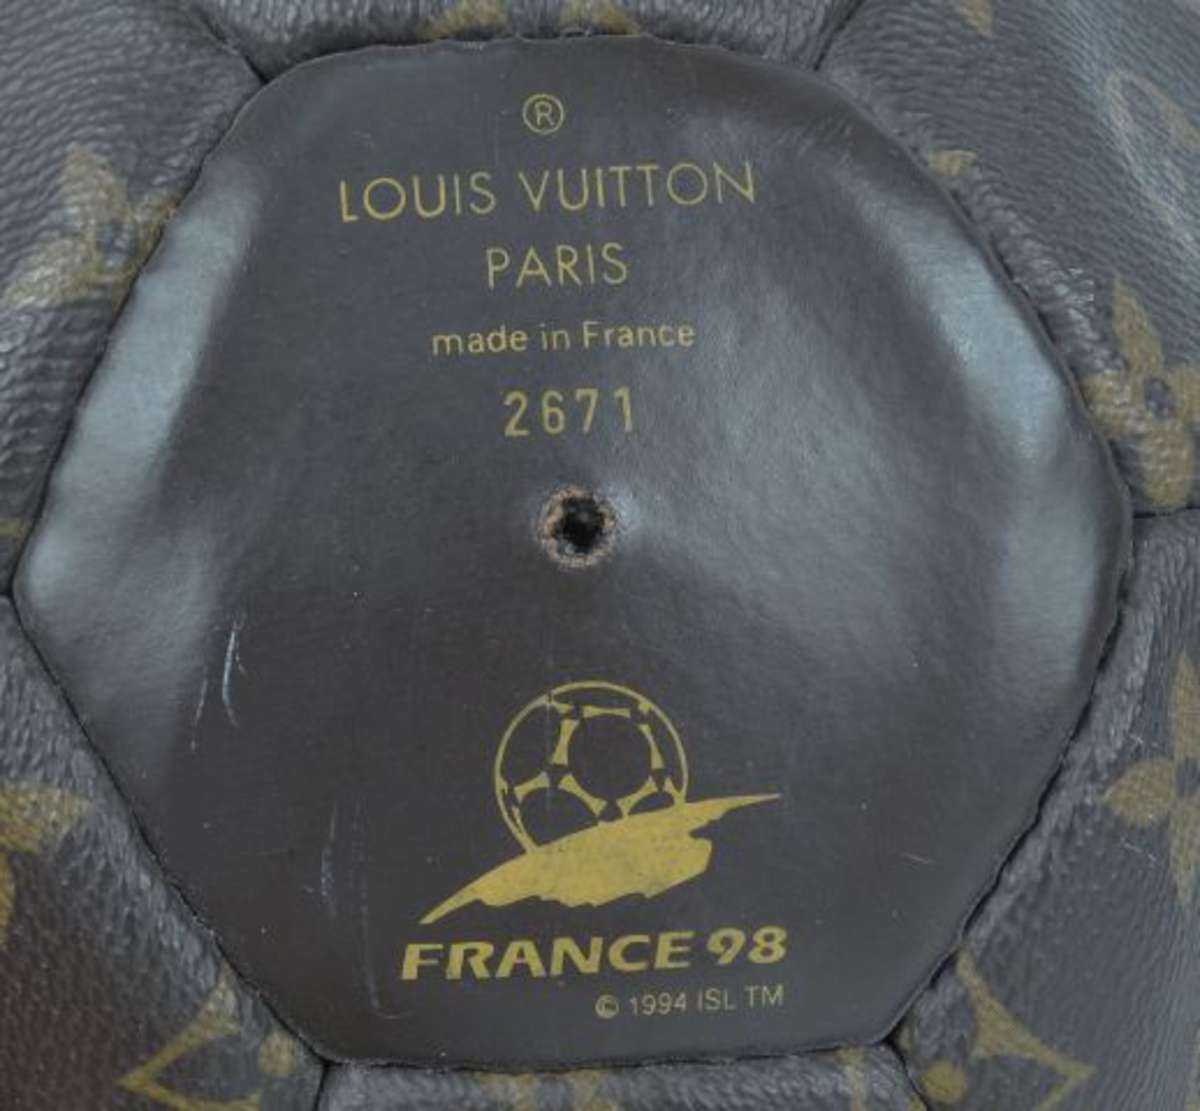 ®
LOUIS VUITTON
PARIS
made in France
2671
FRANCE 98
© 1994 ISL TM